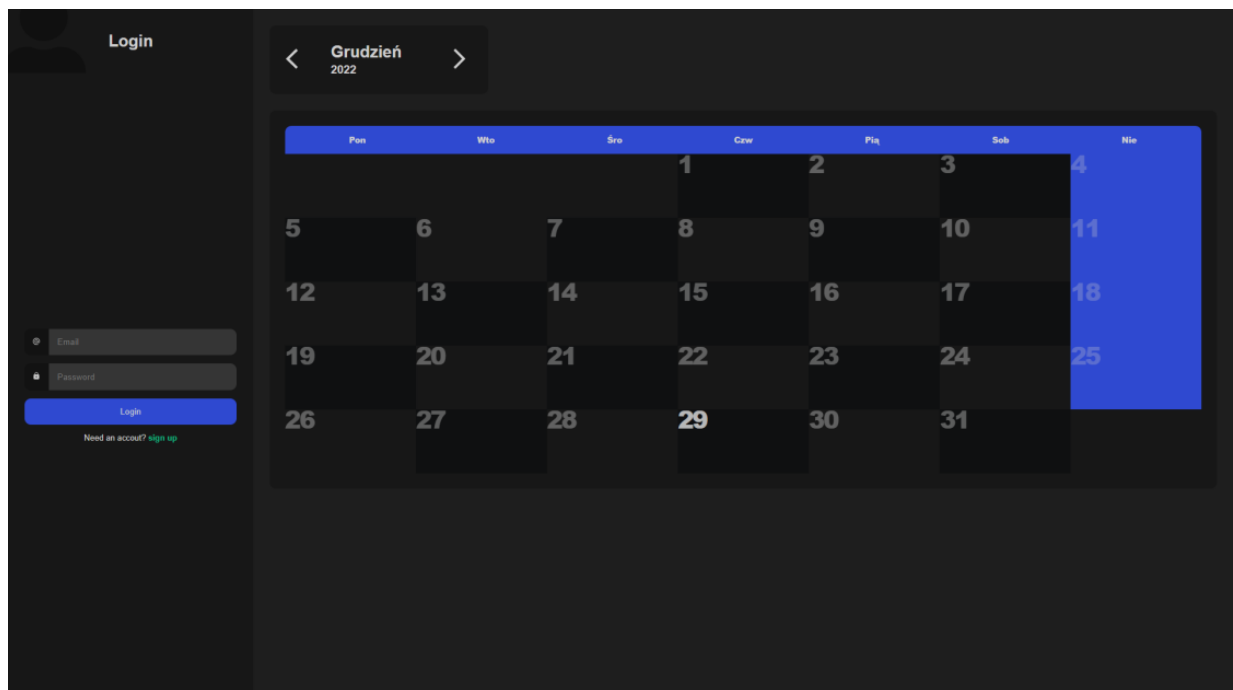 Login
Email
Password
Login
Need an accout? sign up
Grudzień
2022
Pon Wto Śro Czw Pią Sob Nie
1 2 3 4
5 6 7 8 9 10 11
12 13 14 15 16 17 18
19 20 21 22 23 24 25
26 27 28 29 30 31